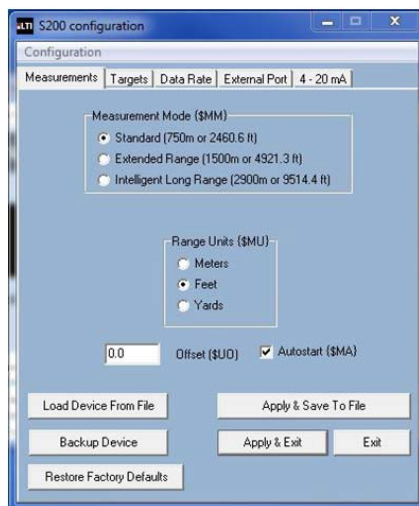 LTI S200 configuration
Configuration
Measurements Targets Data Rate External Port 4 - 20 mA
Measurement Mode ($MM)
Standard (750m or 2460.6 ft)
Extended Range (1500m or 4921.3 ft)
Intelligent Long Range (2900m or 9514.4 ft)
Range Units ($MU)
Meters
Feet
Yards
0.0 Offset ($UO) Autostart ($MA)
Load Device From File Apply & Save To File
Backup Device Apply & Exit Exit
Restore Factory Defaults